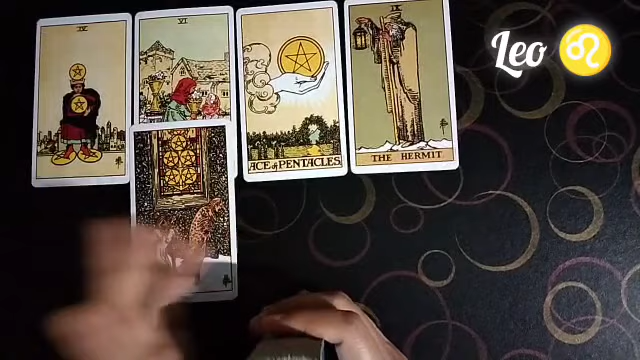 IV
VI
IX
Leo ♌
ACE of PENTACLES.
THE HERMIT.